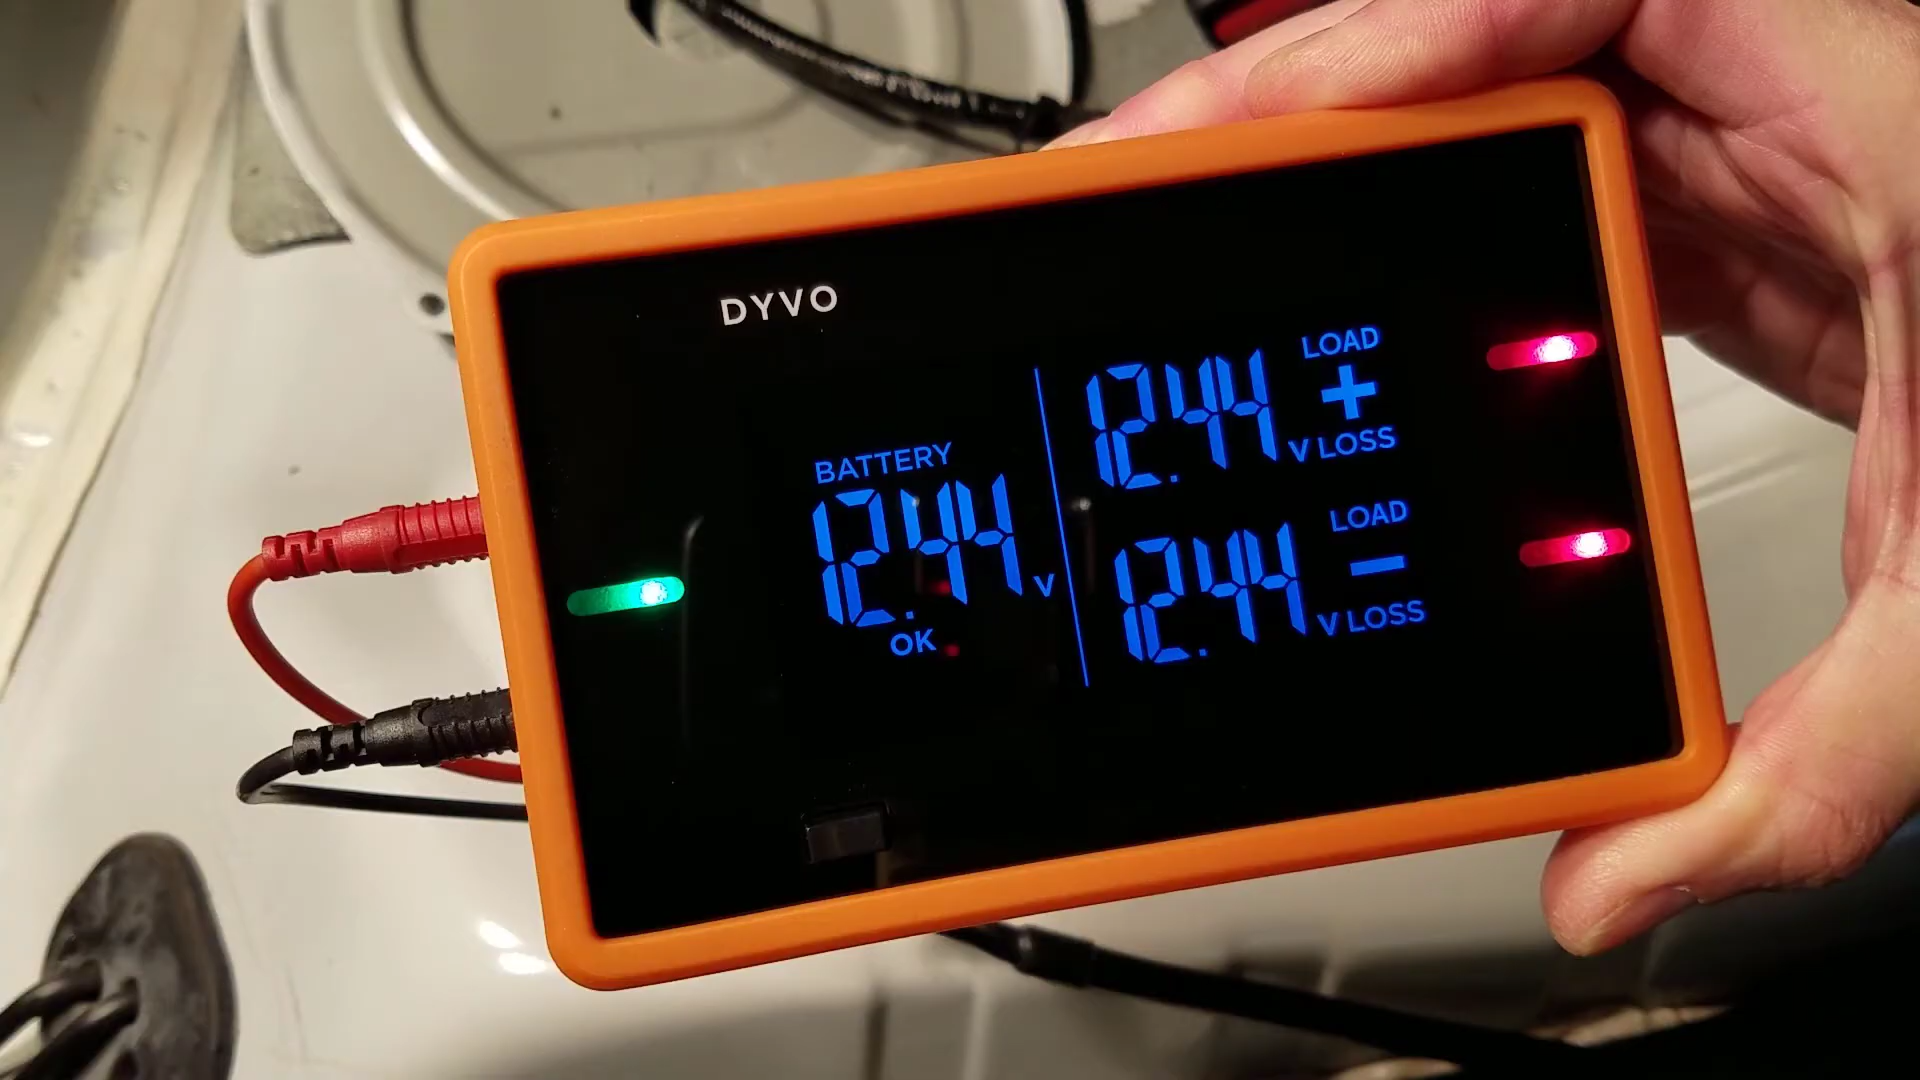 DYVO
BATTERY
12.44 V
OK
LOAD
+
12.44 V LOSS
LOAD
-
12.44 V LOSS